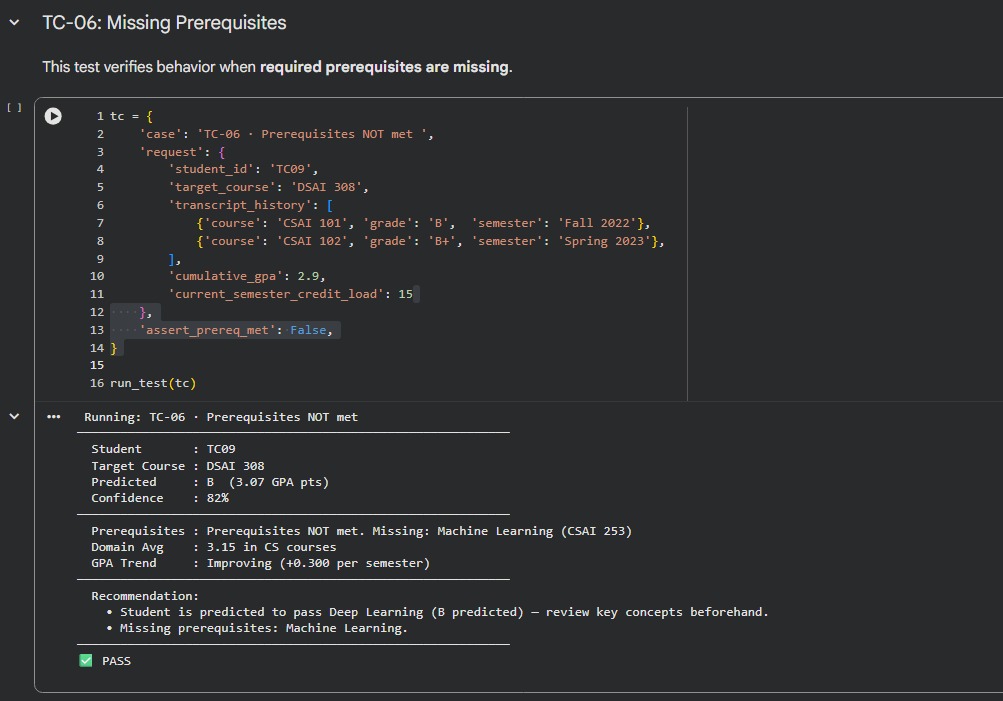 TC-06: Missing Prerequisites
This test verifies behavior when required prerequisites are missing.
[ ]
1 tc = {
2     'case': 'TC-06 · Prerequisites NOT met ',
3     'request': {
4         'student_id': 'TC09',
5         'target_course': 'DSAI 308',
6         'transcript_history': [
7             {'course': 'CSAI 101', 'grade': 'B',  'semester': 'Fall 2022'},
8             {'course': 'CSAI 102', 'grade': 'B+', 'semester': 'Spring 2023'},
9         ],
10         'cumulative_gpa': 2.9,
11         'current_semester_credit_load': 15
12     },
13     'assert_prereq_met': False,
14 }
15
16 run_test(tc)
Running: TC-06 · Prerequisites NOT met
Student : TC09
Target Course : DSAI 308
Predicted : B (3.07 GPA pts)
Confidence : 82%
Prerequisites : Prerequisites NOT met. Missing: Machine Learning (CSAI 253)
Domain Avg : 3.15 in CS courses
GPA Trend : Improving (+0.300 per semester)
Recommendation:
• Student is predicted to pass Deep Learning (B predicted) — review key concepts beforehand.
• Missing prerequisites: Machine Learning.
✅ PASS